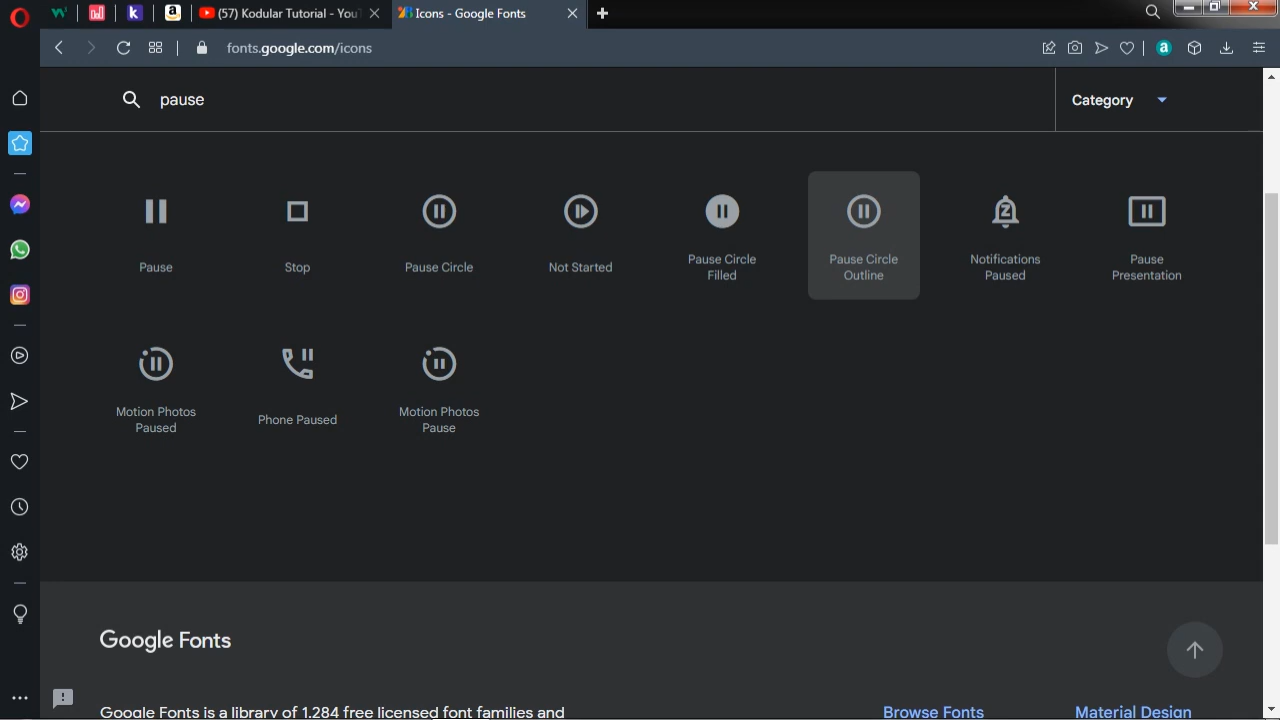 (57) Kodular Tutorial - You
Icons - Google Fonts
fonts.google.com/icons
pause
Category
Pause
Stop
Pause Circle
Not Started
Pause Circle
Filled
Pause Circle
Outline
Notifications
Paused
Pause
Presentation
Motion Photos
Paused
Phone Paused
Motion Photos
Pause
Google Fonts
Google Fonts is a library of 1,284 free licensed font families and
Browse Fonts
Material Design